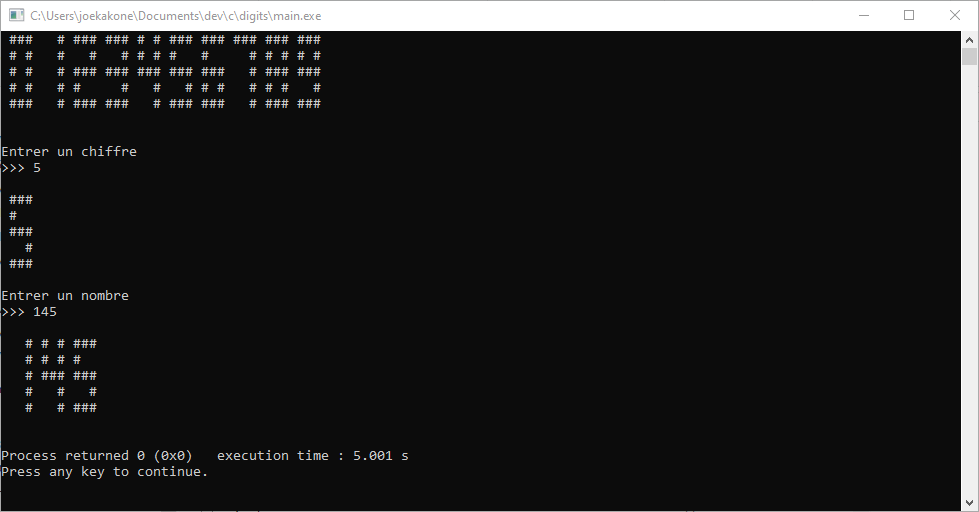 C:\Users\joekakone\Documents\dev\c\digits\main.exe
 ###   # ### ### # # ### ### ### ### ###
 # #   #   #   # # # #   #     # # # # #
 # #   # ### ### ### ### ###   # ### ###
 # #   # #     #   #   # # #   # # #   #
 ###   # ### ###   # ### ###   # ### ###
Entrer un chiffre
>>> 5
 ###
 #
 ###
   #
 ###
Entrer un nombre
>>> 145
   # # # ###
   # # # #
   # ### ###
   #   #   #
   #   # ###
Process returned 0 (0x0)   execution time : 5.001 s
Press any key to continue.